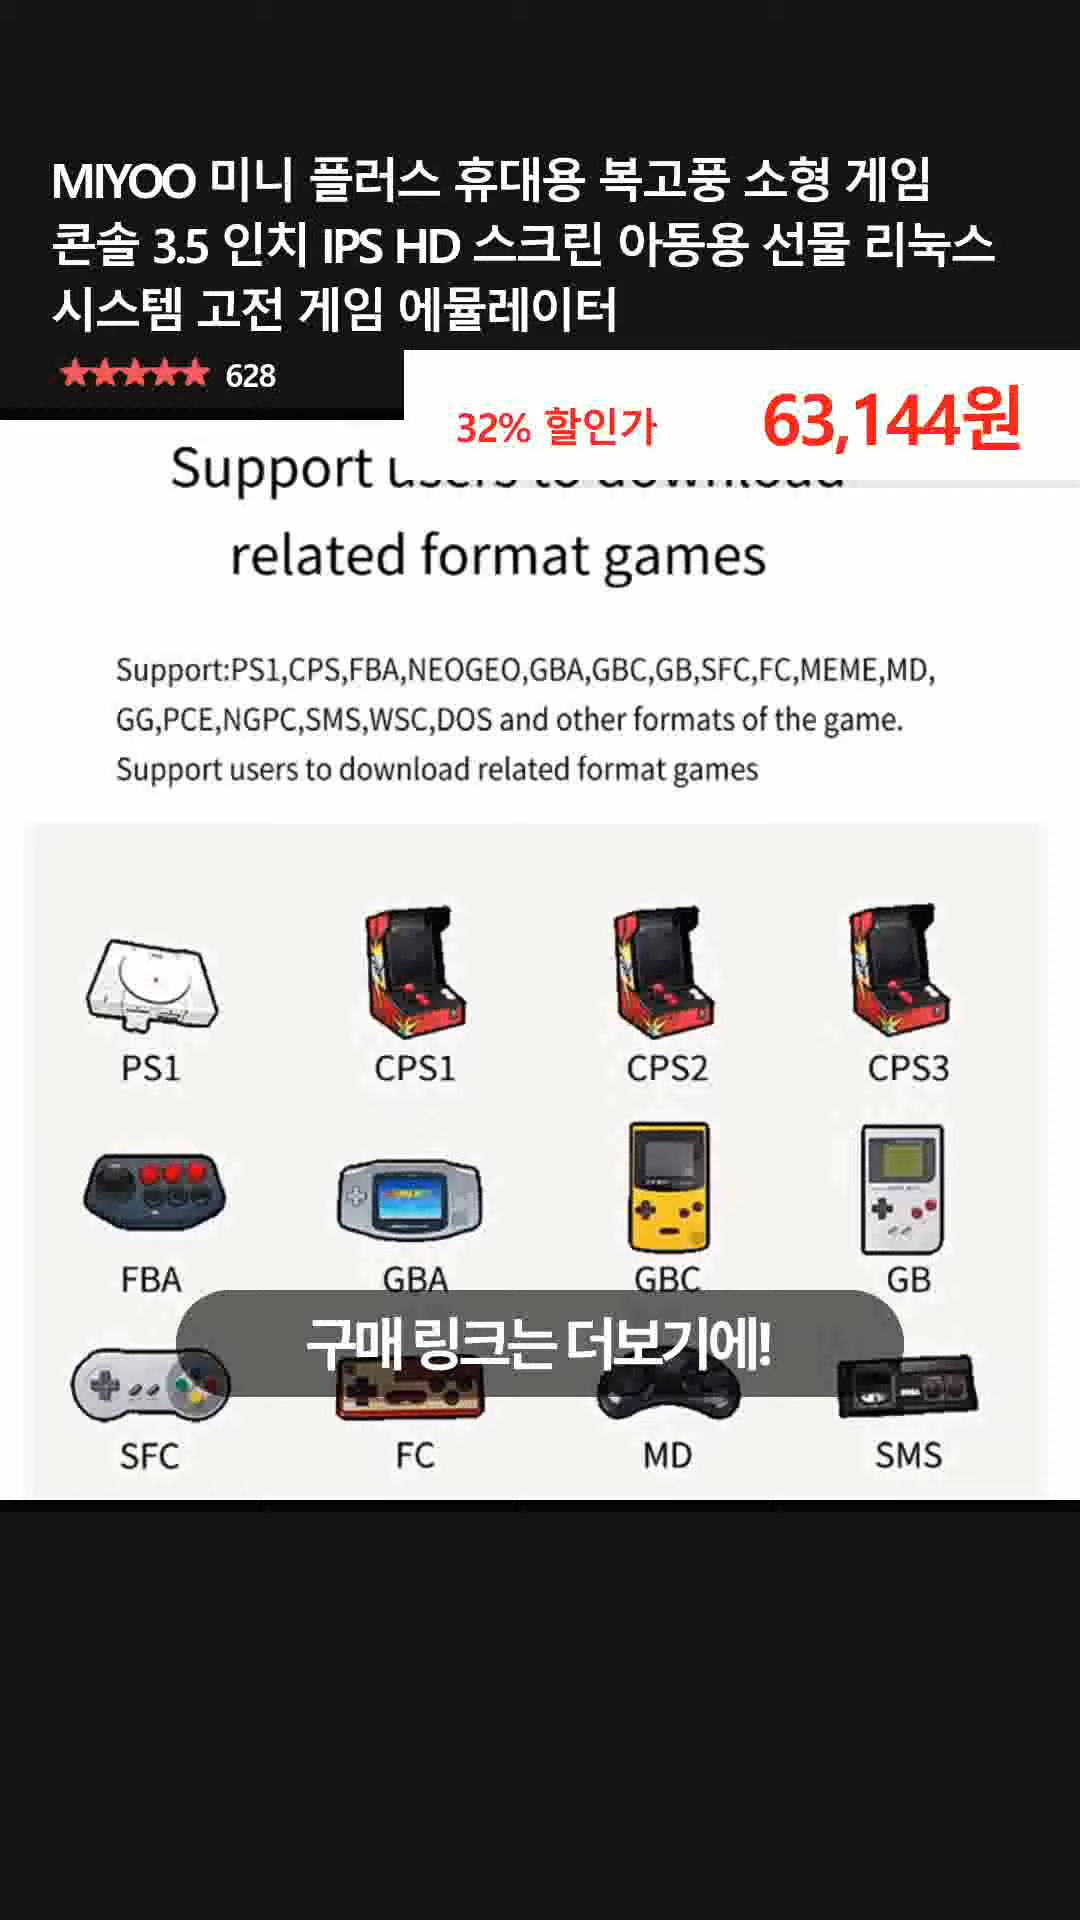 MIYOO 미니 플러스 휴대용 복고풍 소형 게임
콘솔 3.5 인치 IPS HD 스크린 아동용 선물 리눅스
시스템 고전 게임 에뮬레이터
628
32% 할인가 63,144원
Support users to download
related format games
Support:PS1,CPS,FBA,NEOGEO,GBA,GBC,GB,SFC,FC,MEME,MD,
GG,PCE,NGPC,SMS,WSC,DOS and other formats of the game.
Support users to download related format games
PS1 CPS1 CPS2 CPS3
FBA GBA GBC GB
구매 링크는 더보기에!
SFC FC MD SMS